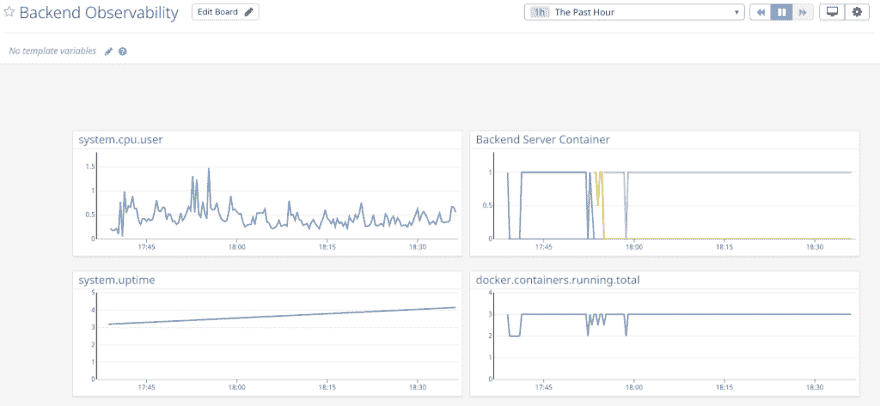 Backend Observability
Edit Board
1h The Past Hour
No template variables
system.cpu.user
1.5
1
0.5
0
17:45 18:00 18:15 18:30
Backend Server Container
1
0.5
0
17:45 18:00 18:15 18:30
system.uptime
5
4
3
2
1
0
17:45 18:00 18:15 18:30
docker.containers.running.total
4
3
2
1
0
17:45 18:00 18:15 18:30